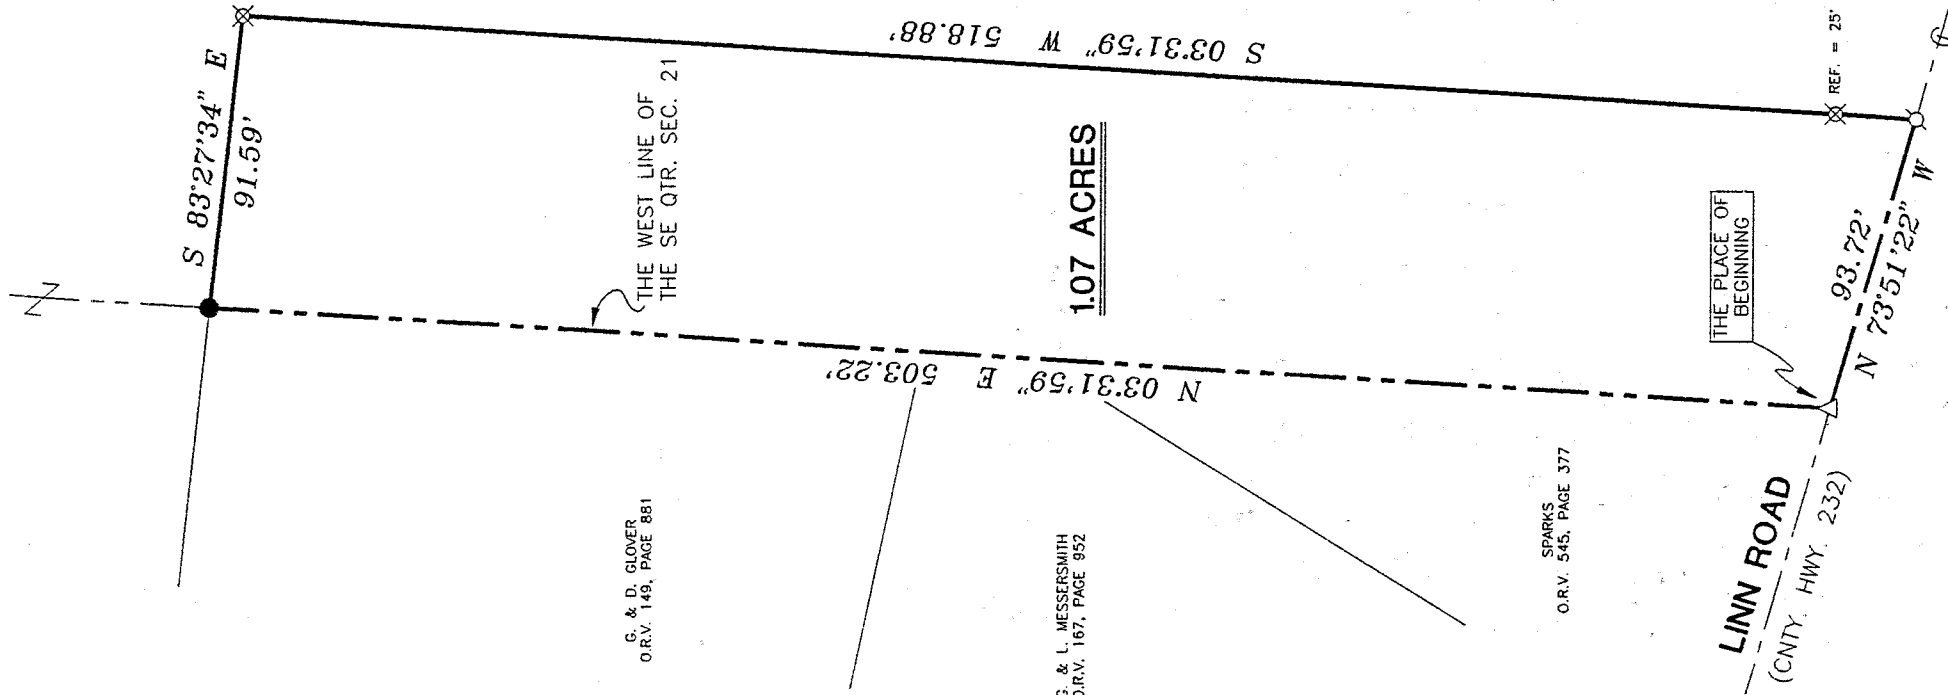 S 83°27'34" E
91.59'
S 03°31'59" W 518.88'
THE WEST LINE OF
THE SE QTR. SEC. 21
1.07 ACRES
REF. = 25'
THE PLACE OF
BEGINNING
93.72'
N 73°51'22" W
N 03°31'59" E 503.22'
G. & D. GLOVER
O.R.V. 149, PAGE 881
G. & L. MESSERSMITH
O.R.V. 167, PAGE 952
SPARKS
O.R.V. 545, PAGE 377
LINN ROAD
(CNTY. HWY. 232)